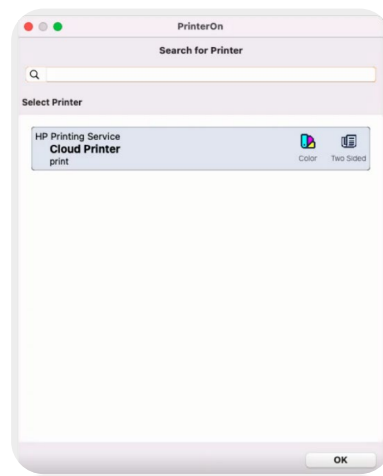 PrinterOn
Search for Printer
Select Printer
HP Printing Service
Cloud Printer
print
Color Two Sided
OK